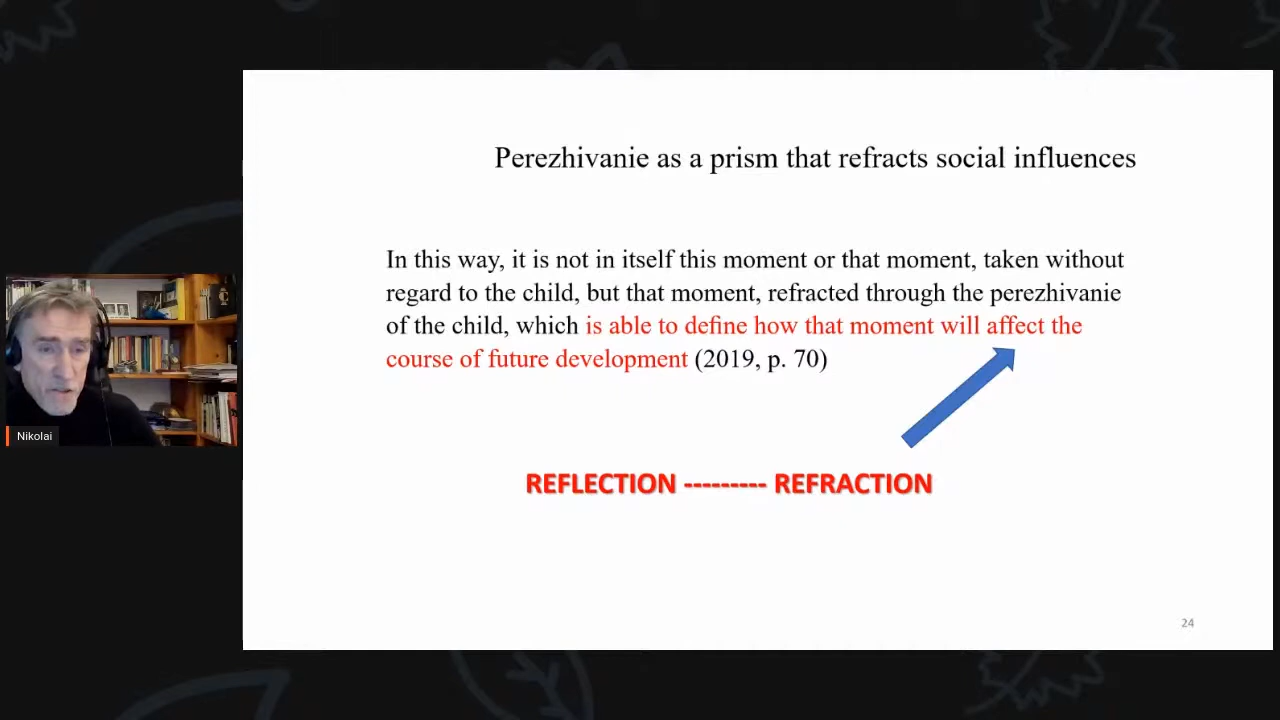 Perezhivanie as a prism that refracts social influences
In this way, it is not in itself this moment or that moment, taken without
regard to the child, but that moment, refracted through the perezhivanie
of the child, which is able to define how that moment will affect the
course of future development (2019, p. 70)
Nikolai
REFLECTION --------- REFRACTION
24